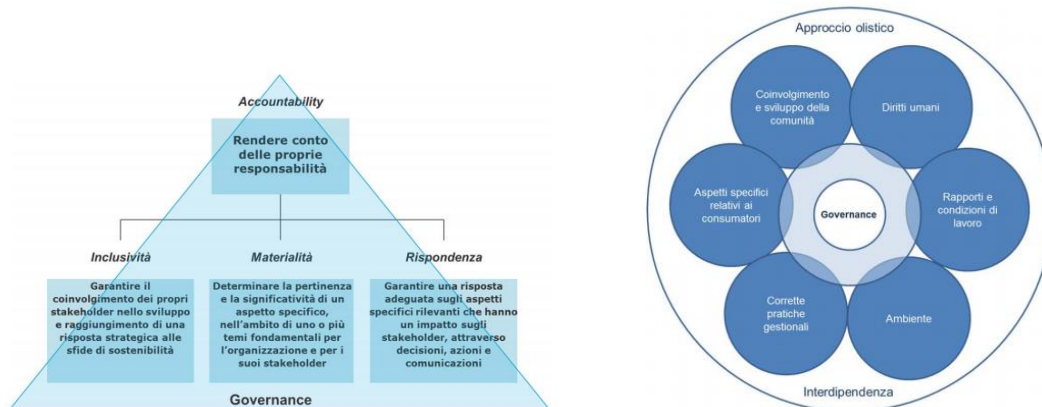 Accountability
Rendere conto
delle proprie
responsabilità
Inclusività
Garantire il
coinvolgimento dei propri
stakeholder nello sviluppo
e raggiungimento di una
risposta strategica alle
sfide di sostenibilità
Materialità
Determinare la pertinenza
e la significatività di un
aspetto specifico,
nell’ambito di uno o più
temi fondamentali per
l’organizzazione e per i
suoi stakeholder
Rispondenza
Garantire una risposta
adeguata sugli aspetti
specifici rilevanti che hanno
un impatto sugli
stakeholder, attraverso
decisioni, azioni e
comunicazioni
Governance
Approccio olistico
Coinvolgimento
e sviluppo della
comunità
Diritti umani
Aspetti specifici
relativi ai
consumatori
Governance
Rapporti e
condizioni di
lavoro
Corrette
pratiche
gestionali
Ambiente
Interdipendenza